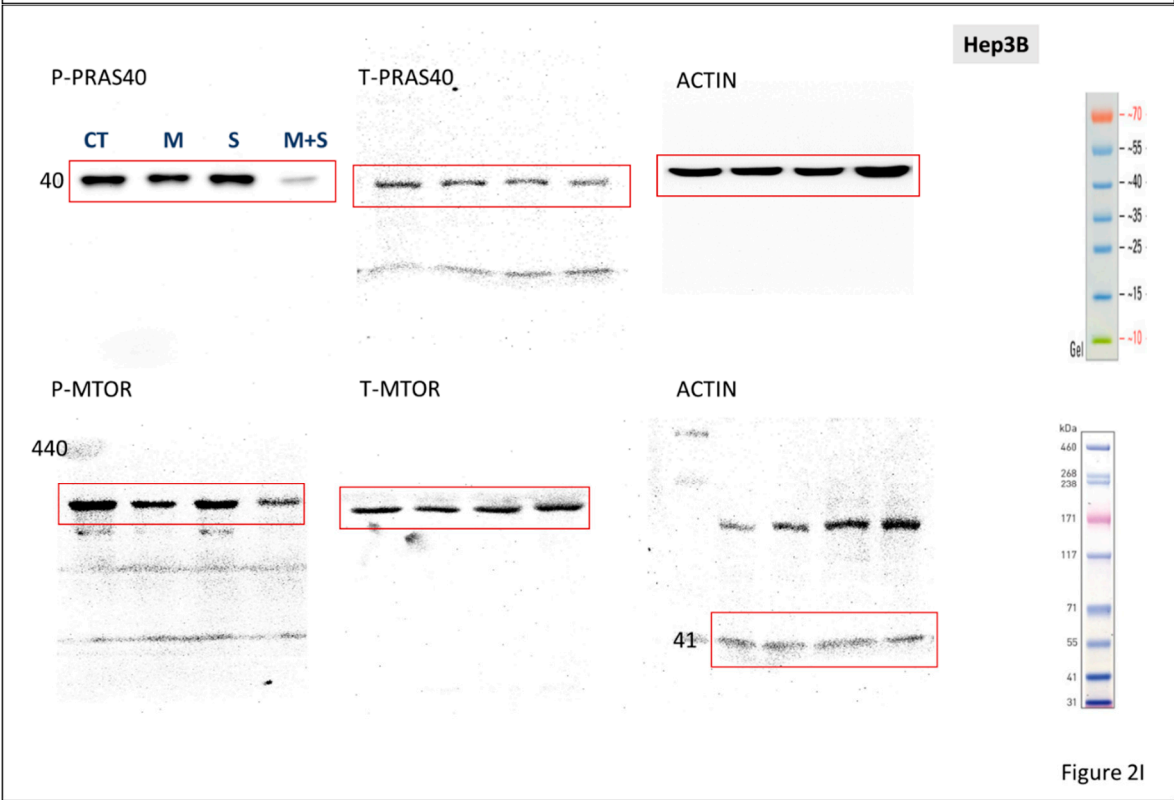 Hep3B
P-PRAS40
T-PRAS40
ACTIN
CT M S M+S
40
~70
~55
~40
~35
~25
~15
~10
Gel
P-MTOR
T-MTOR
ACTIN
440
41
kDa
460
268
238
171
117
71
55
41
31
Figure 2I